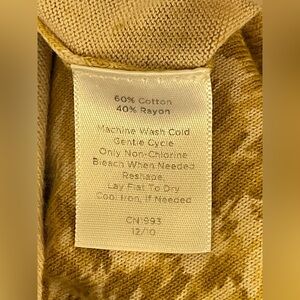 60% Cotton
40% Rayon
Machine Wash Cold
Gentle Cycle
Only Non-Chlorine
Bleach When Needed
Reshape,
Lay Flat To Dry
Cool Iron, If Needed
CN 993
12/10